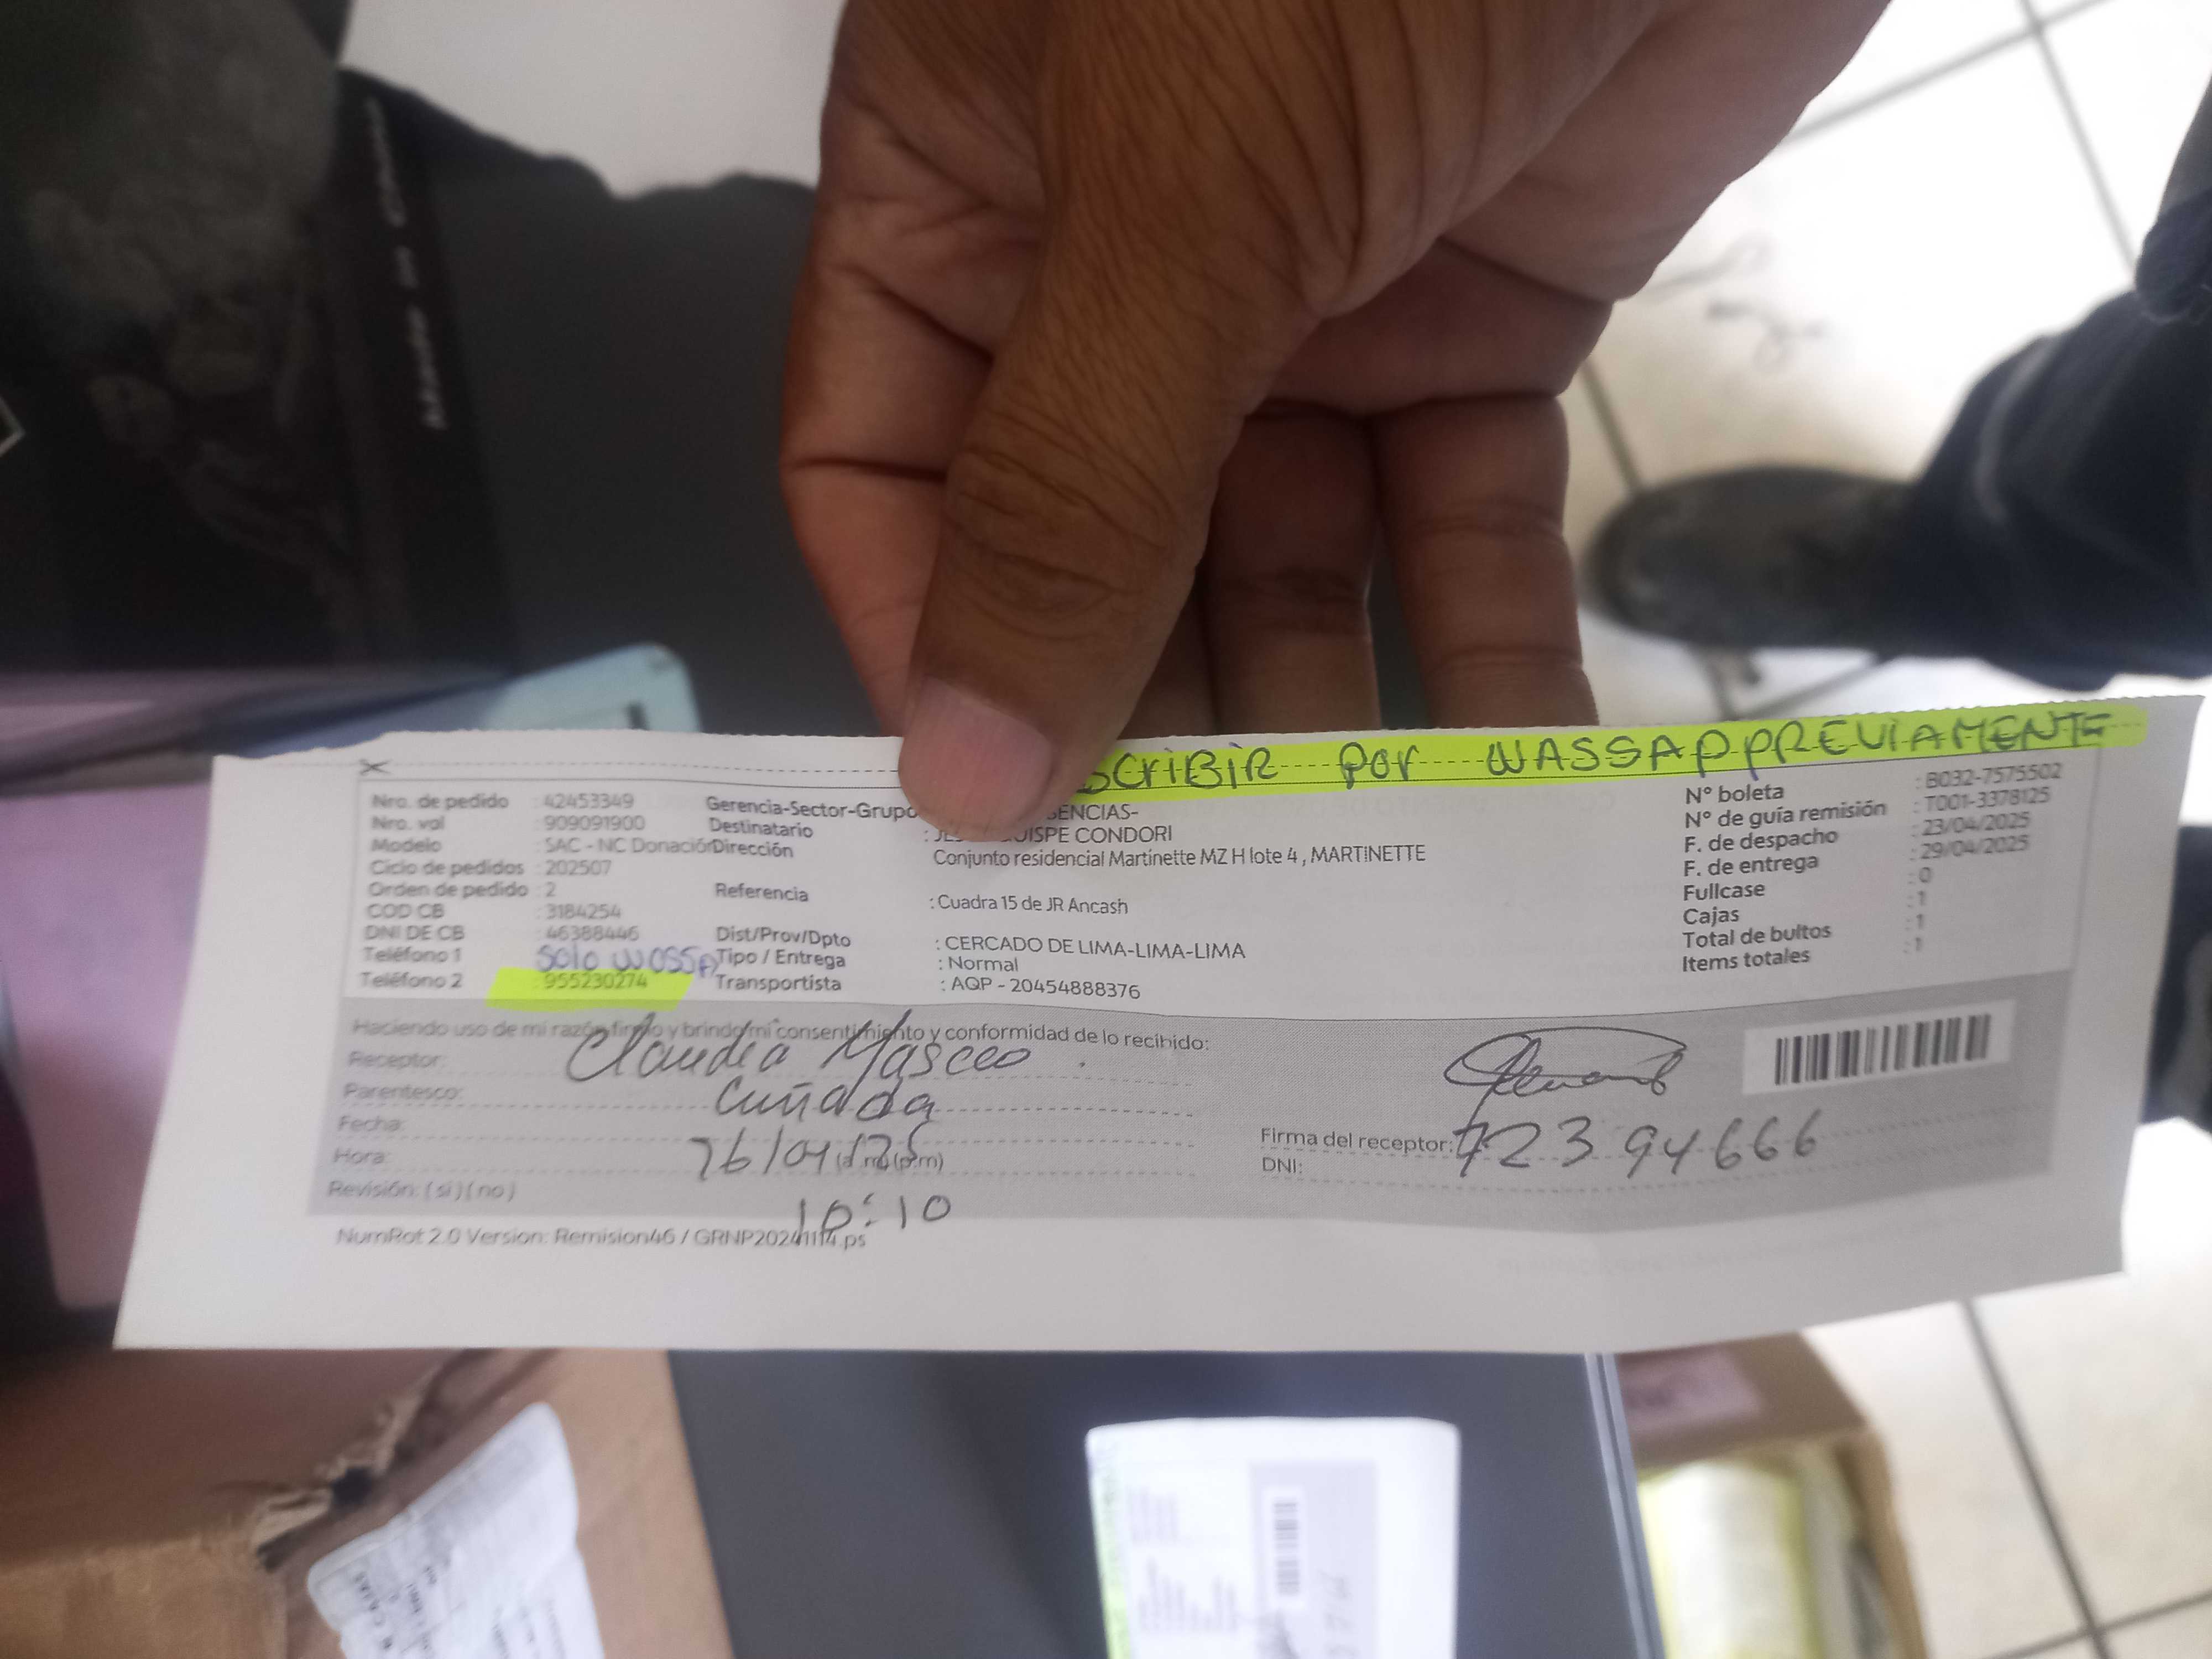 scriBir Por WASSAP PREVIAMENTE
Nro. de pedido : 42453349
Nro. vol : 909091900
Modelo : SAC - NC Donación
Ciclo de pedidos : 202507
Orden de pedido : 2
COD CB : 3184254
DNI DE CB : 46388446
Teléfono 1 Solo WASSA
Teléfono 2 : 955230274
Gerencia-Sector-Grupo ENCIAS-
Destinatario : QUISPE CONDORI
Dirección Conjunto residencial Martinette MZ H lote 4 , MARTINETTE
Referencia : Cuadra 15 de JR Ancash
Dist/Prov/Dpto : CERCADO DE LIMA-LIMA-LIMA
Tipo / Entrega : Normal
Transportista : AQP - 20454888376
N° boleta : B032-7575502
N° de guía remisión : T001-3378125
F. de despacho : 23/04/2025
F. de entrega : 29/04/2025
Fullcase : 0
Cajas : 1
Total de bultos : 1
Items totales : 1
Haciendo uso de mi razón firmo y brindo mi consentimiento y conformidad de lo recibido:
Receptor: Claudia
Parentesco: Cuñada
Fecha: 26/04/25
Hora: (a m) (p.m) 10:10
Revisión: ( si ) ( no )
Firma del receptor:
DNI: 72394666
NumRot 2.0 Version: Remision46 / GRNP20241114.ps